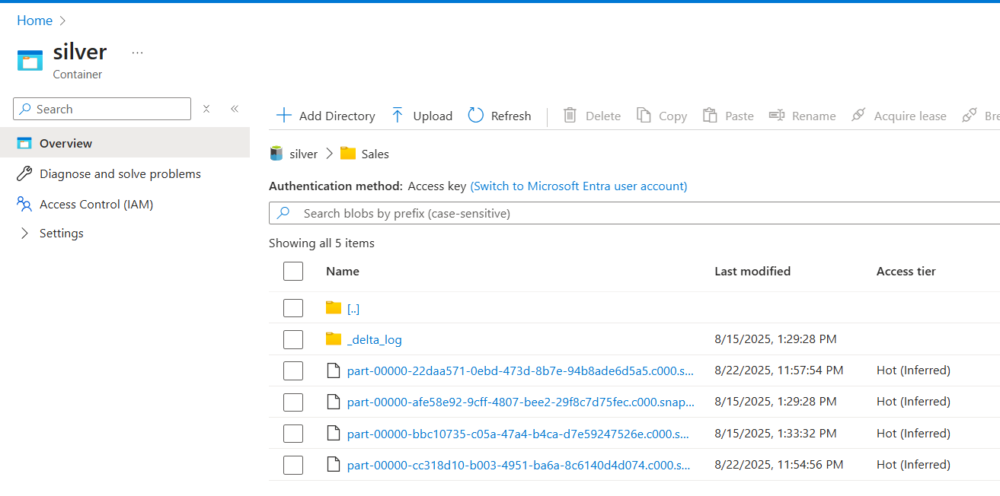 Home
silver
...
Container
Search
Overview
Diagnose and solve problems
Access Control (IAM)
Settings
Add Directory Upload Refresh Delete Copy Paste Rename Acquire lease Bre
silver Sales
Authentication method: Access key (Switch to Microsoft Entra user account)
Search blobs by prefix (case-sensitive)
Showing all 5 items
Name Last modified Access tier
[..]
_delta_log 8/15/2025, 1:29:28 PM
part-00000-22daa571-0ebd-473d-8b7e-94b8ade6d5a5.c000.s... 8/22/2025, 11:57:54 PM Hot (Inferred)
part-00000-afe58e92-9cff-4807-bee2-29f8c7d75fec.c000.snap... 8/15/2025, 1:29:28 PM Hot (Inferred)
part-00000-bbc10735-c05a-47a4-b4ca-d7e59247526e.c000.s... 8/15/2025, 1:33:32 PM Hot (Inferred)
part-00000-cc318d10-b003-4951-ba6a-8c6140d4d074.c000.s... 8/22/2025, 11:54:56 PM Hot (Inferred)